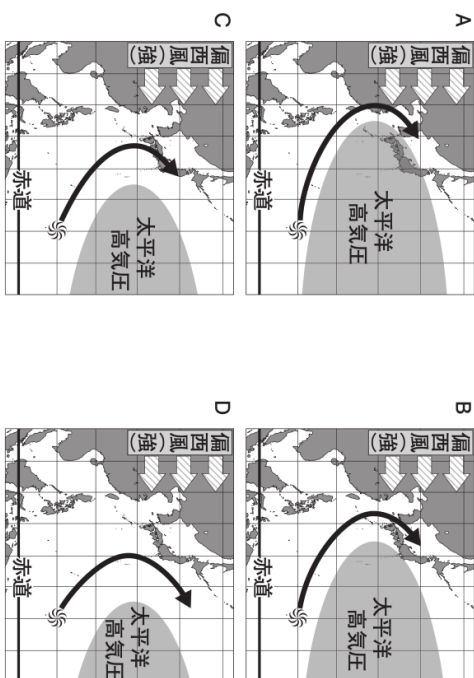 A
偏西風（強）
太平洋
高気圧
赤道
B
偏西風（強）
太平洋
高気圧
赤道
C
偏西風（強）
太平洋
高気圧
赤道
D
偏西風（強）
太平洋
高気圧
赤道